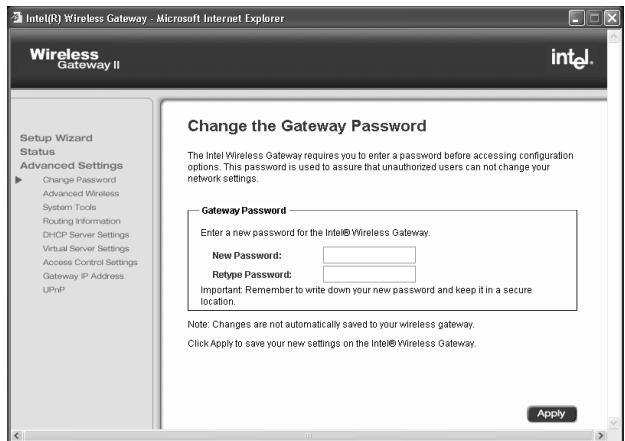 Intel(R) Wireless Gateway - Microsoft Internet Explorer
Wireless
Gateway II
intel.
Setup Wizard
Status
Advanced Settings
Change Password
Advanced Wireless
System Tools
Routing Information
DHCP Server Settings
Virtual Server Settings
Access Control Settings
Gateway IP Address
UPnP
Change the Gateway Password
The Intel Wireless Gateway requires you to enter a password before accessing configuration
options. This password is used to assure that unauthorized users can not change your
network settings.
Gateway Password
Enter a new password for the Intel® Wireless Gateway.
New Password:
Retype Password:
Important: Remember to write down your new password and keep it in a secure
location.
Note: Changes are not automatically saved to your wireless gateway.
Click Apply to save your new settings on the Intel® Wireless Gateway.
Apply